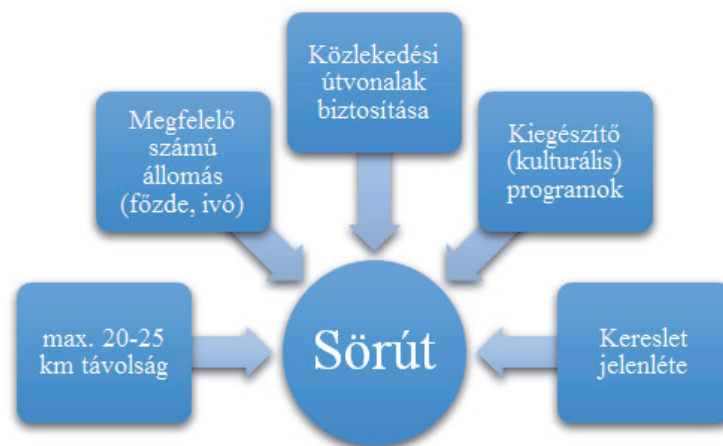 Közlekedési
útvonalak
biztosítása
Megfelelő
számú
állomás
(főzde, ivó)
Kiegészítő
(kulturális)
programok
max. 20-25
km távolság
Sörút
Kereslet
jelenléte